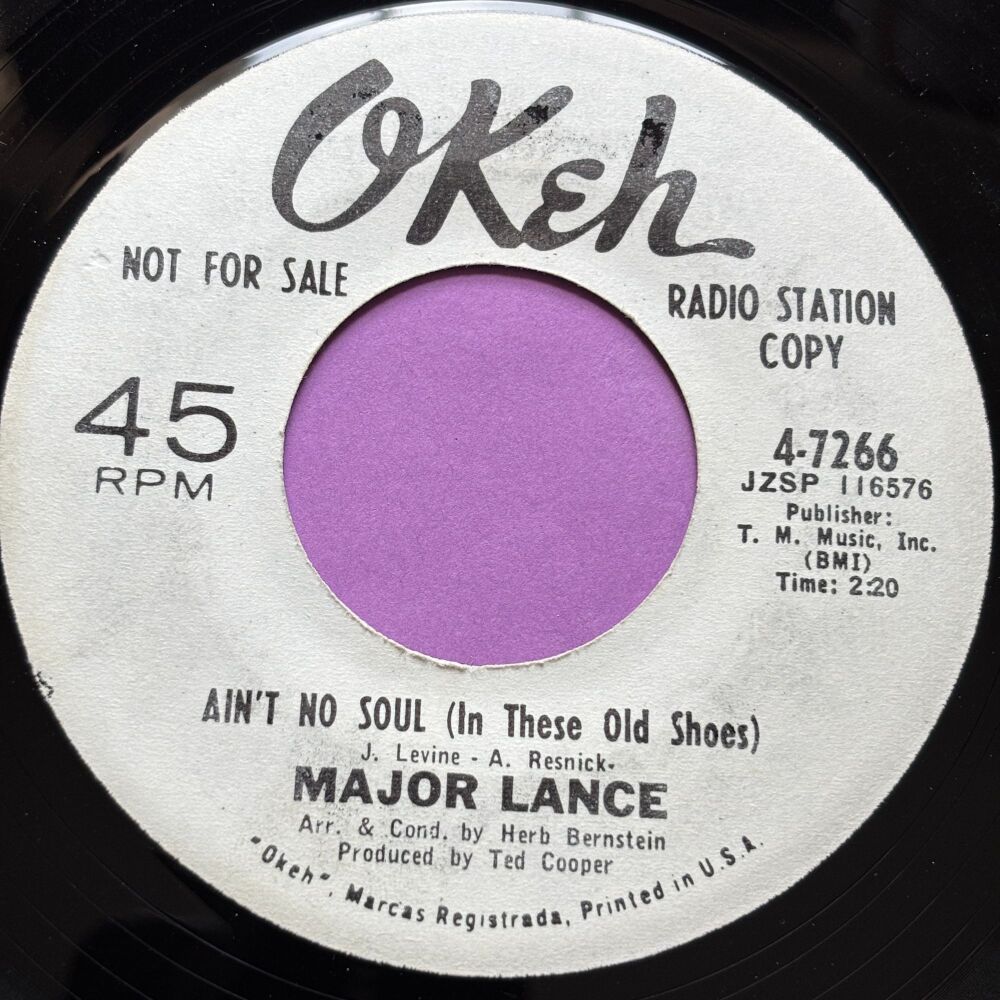 OKeh
NOT FOR SALE
RADIO STATION
COPY
45
RPM
4-7266
JZSP 116576
Publisher:
T. M. Music, Inc.
(BMI)
Time: 2:20
AIN'T NO SOUL (In These Old Shoes)
J. Levine - A. Resnick.
MAJOR LANCE
Arr. & Cond. by Herb Bernstein
Produced by Ted Cooper
"Okeh", Marcas Registrada, Printed in U.S.A.